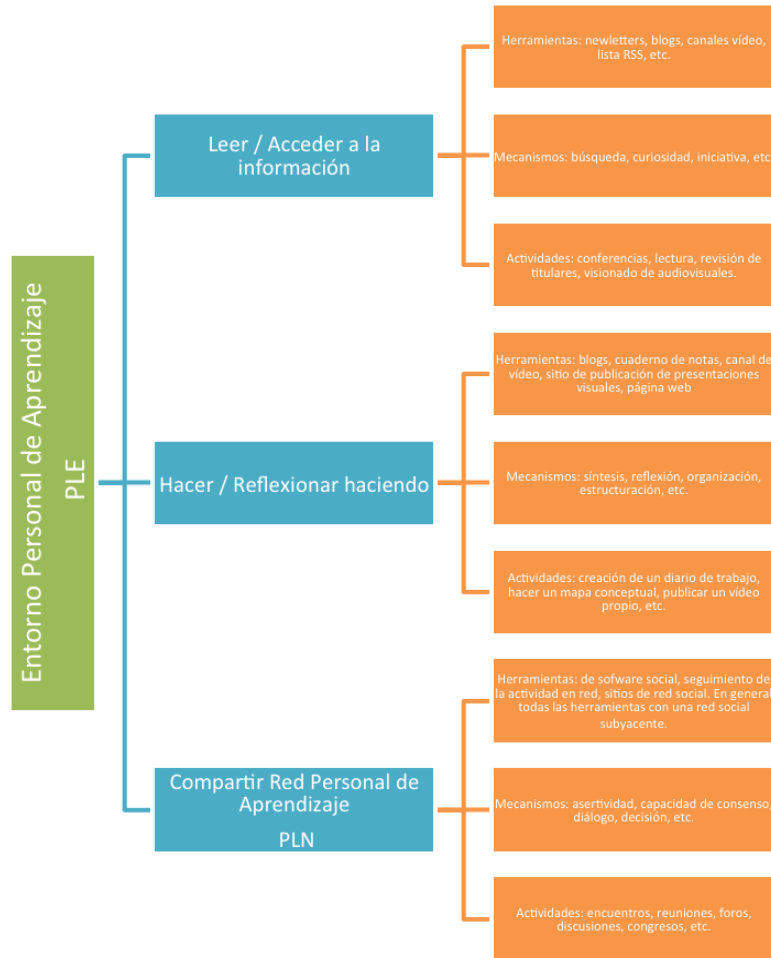 Entorno Personal de Aprendizaje
PLE
Leer / Acceder a la
información
Herramientas: newletters, blogs, canales vídeo,
lista RSS, etc.
Mecanismos: búsqueda, curiosidad, iniciativa, etc
Actividades: conferencias, lectura, revisión de
titulares, visionado de audiovisuales.
Hacer / Reflexionar haciendo
Herramientas: blogs, cuaderno de notas, canal de
vídeo, sitio de publicación de presentaciones
visuales, página web
Mecanismos: síntesis, reflexión, organización,
estructuración, etc.
Actividades: creación de un diario de trabajo,
hacer un mapa conceptual, publicar un vídeo
propio, etc.
Compartir Red Personal de
Aprendizaje
PLN
Herramientas: de sofware social, seguimiento de
la actividad en red, sitios de red social. En general
todas las herramientas con una red social
subyacente.
Mecanismos: asertividad, capacidad de consenso,
diálogo, decisión, etc.
Actividades: encuentros, reuniones, foros,
discusiones, congresos, etc.